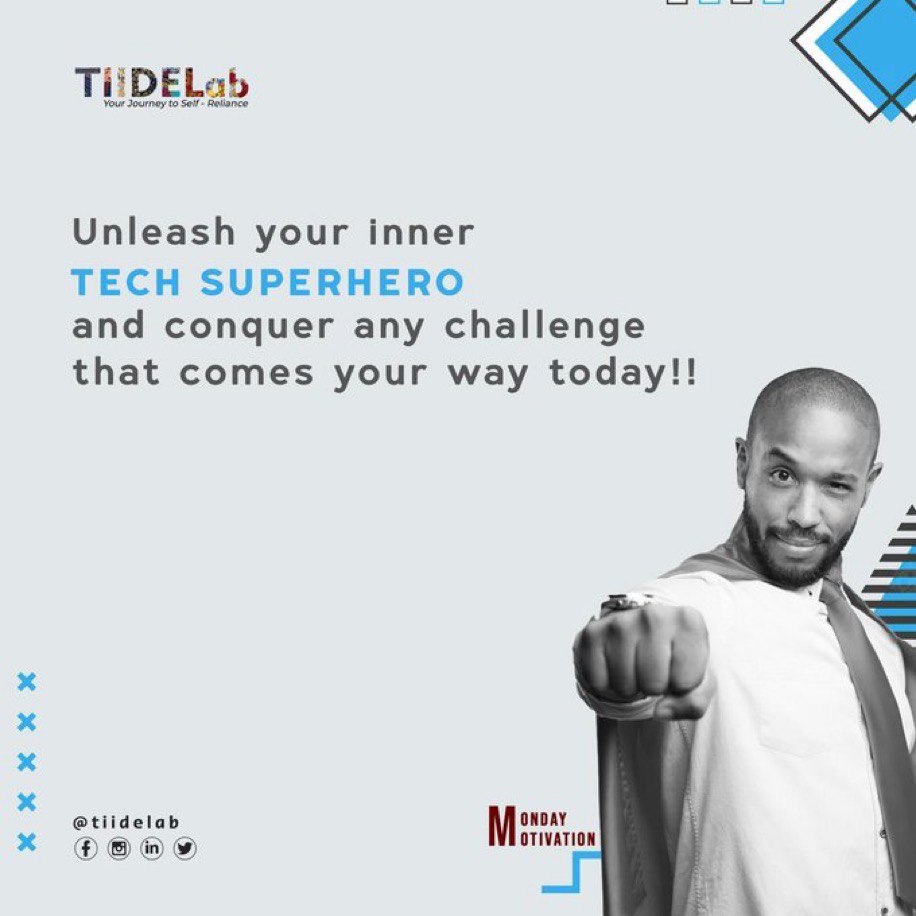 TIIDELab
Your Journey to Self - Reliance
Unleash your inner
TECH SUPERHERO
and conquer any challenge
that comes your way today!!
@tiidelab
MONDAY
MOTIVATION